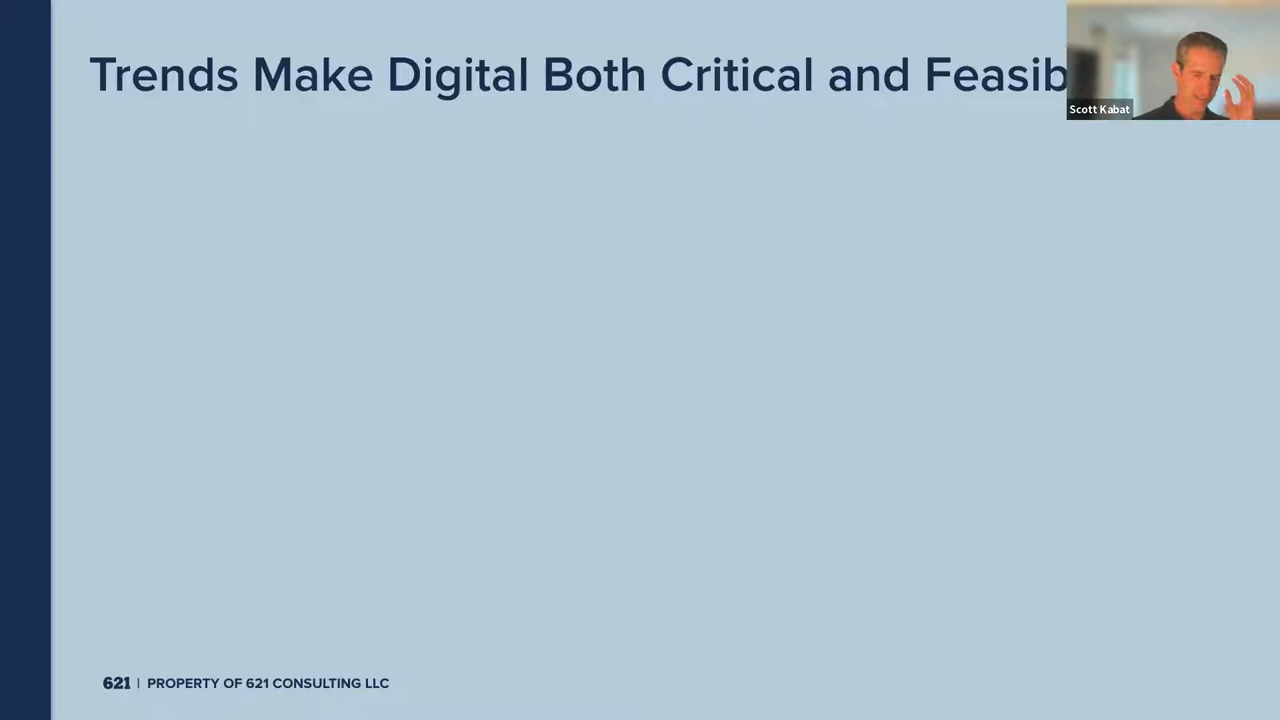 Trends Make Digital Both Critical and Feasib
Scott Kabat
621 | PROPERTY OF 621 CONSULTING LLC